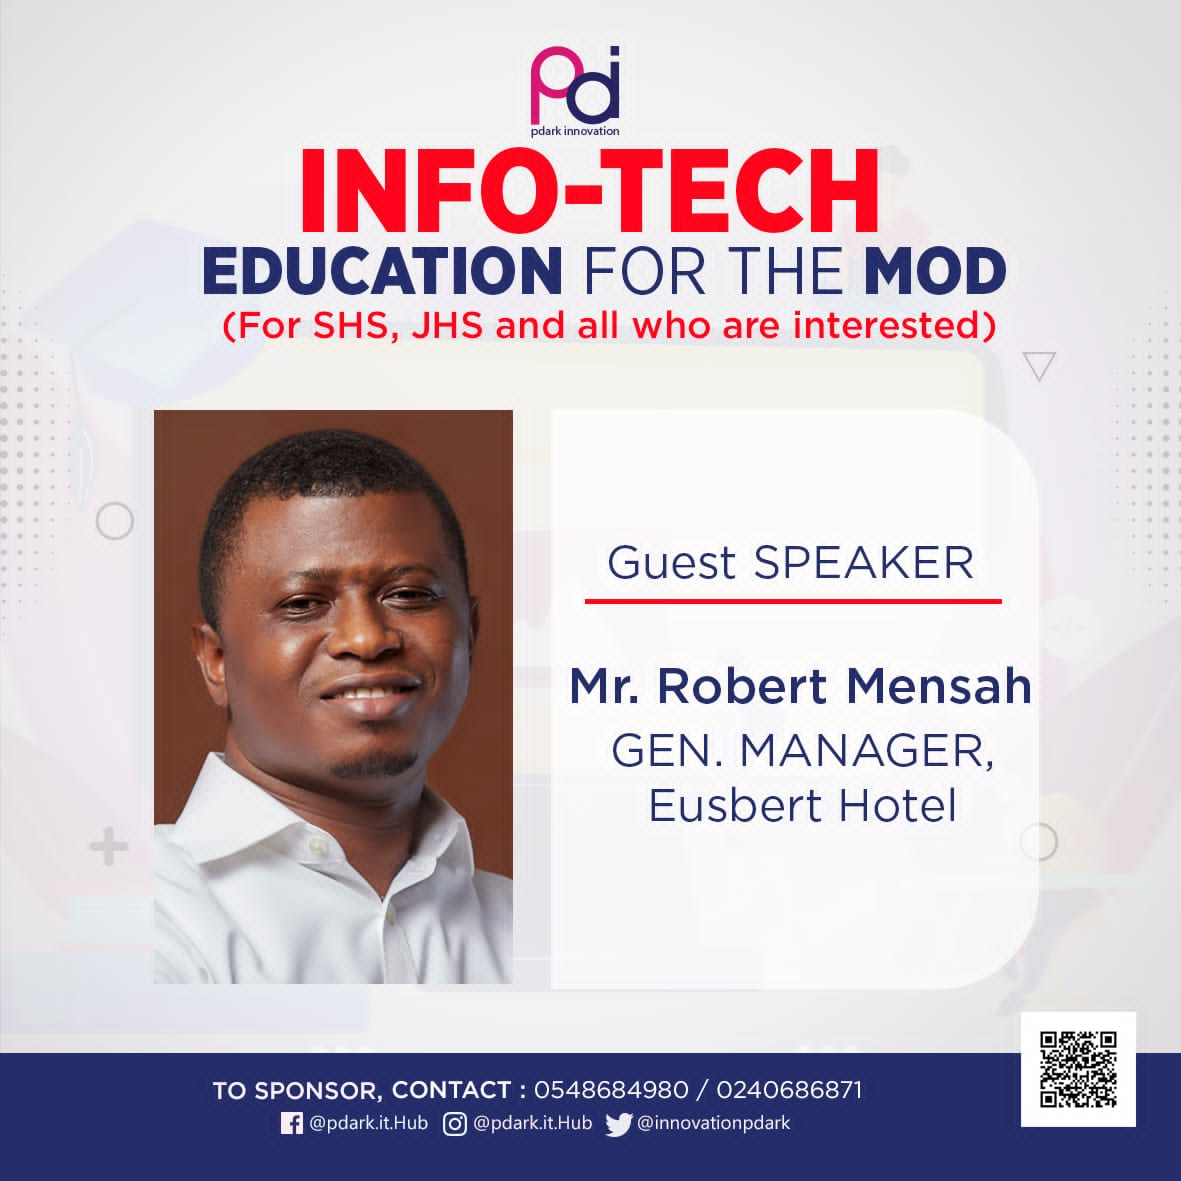 Pdi
pdark innovation
INFO-TECH
EDUCATION FOR THE MOD
(For SHS, JHS and all who are interested)
Guest SPEAKER
Mr. Robert Mensah
GEN. MANAGER,
Eusbert Hotel
TO SPONSOR, CONTACT : 0548684980 / 0240686871
@pdark.it.Hub @pdark.it.Hub @innovationpdark